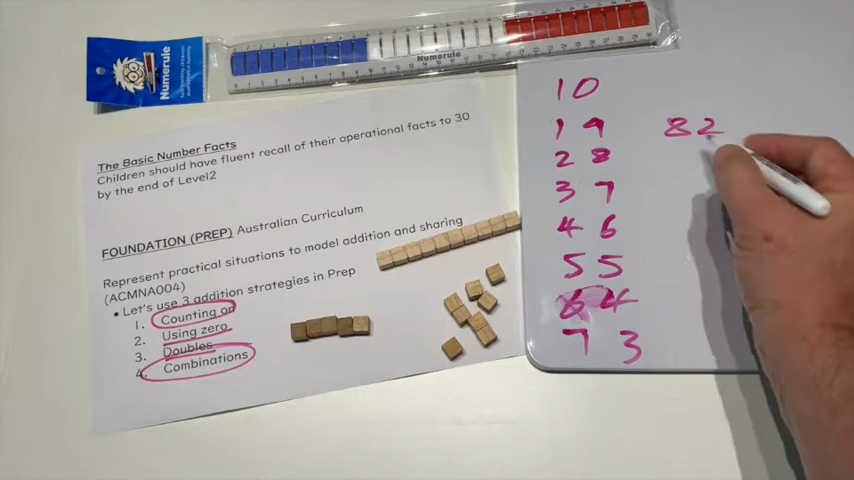 Numerule
Numerule
The Basic Number Facts
Children should have fluent recall of their operational facts to 30
by the end of Level2
FOUNDATION (PREP) Australian Curriculum
Represent practical situations to model addition and sharing
(ACMNA004)
• Let's use 3 addition strategies in Prep
1. Counting on
2. Using zero
3. Doubles
4. Combinations
10
1 9
2 8
3 7
4 6
5 5
6 4
7 3
82